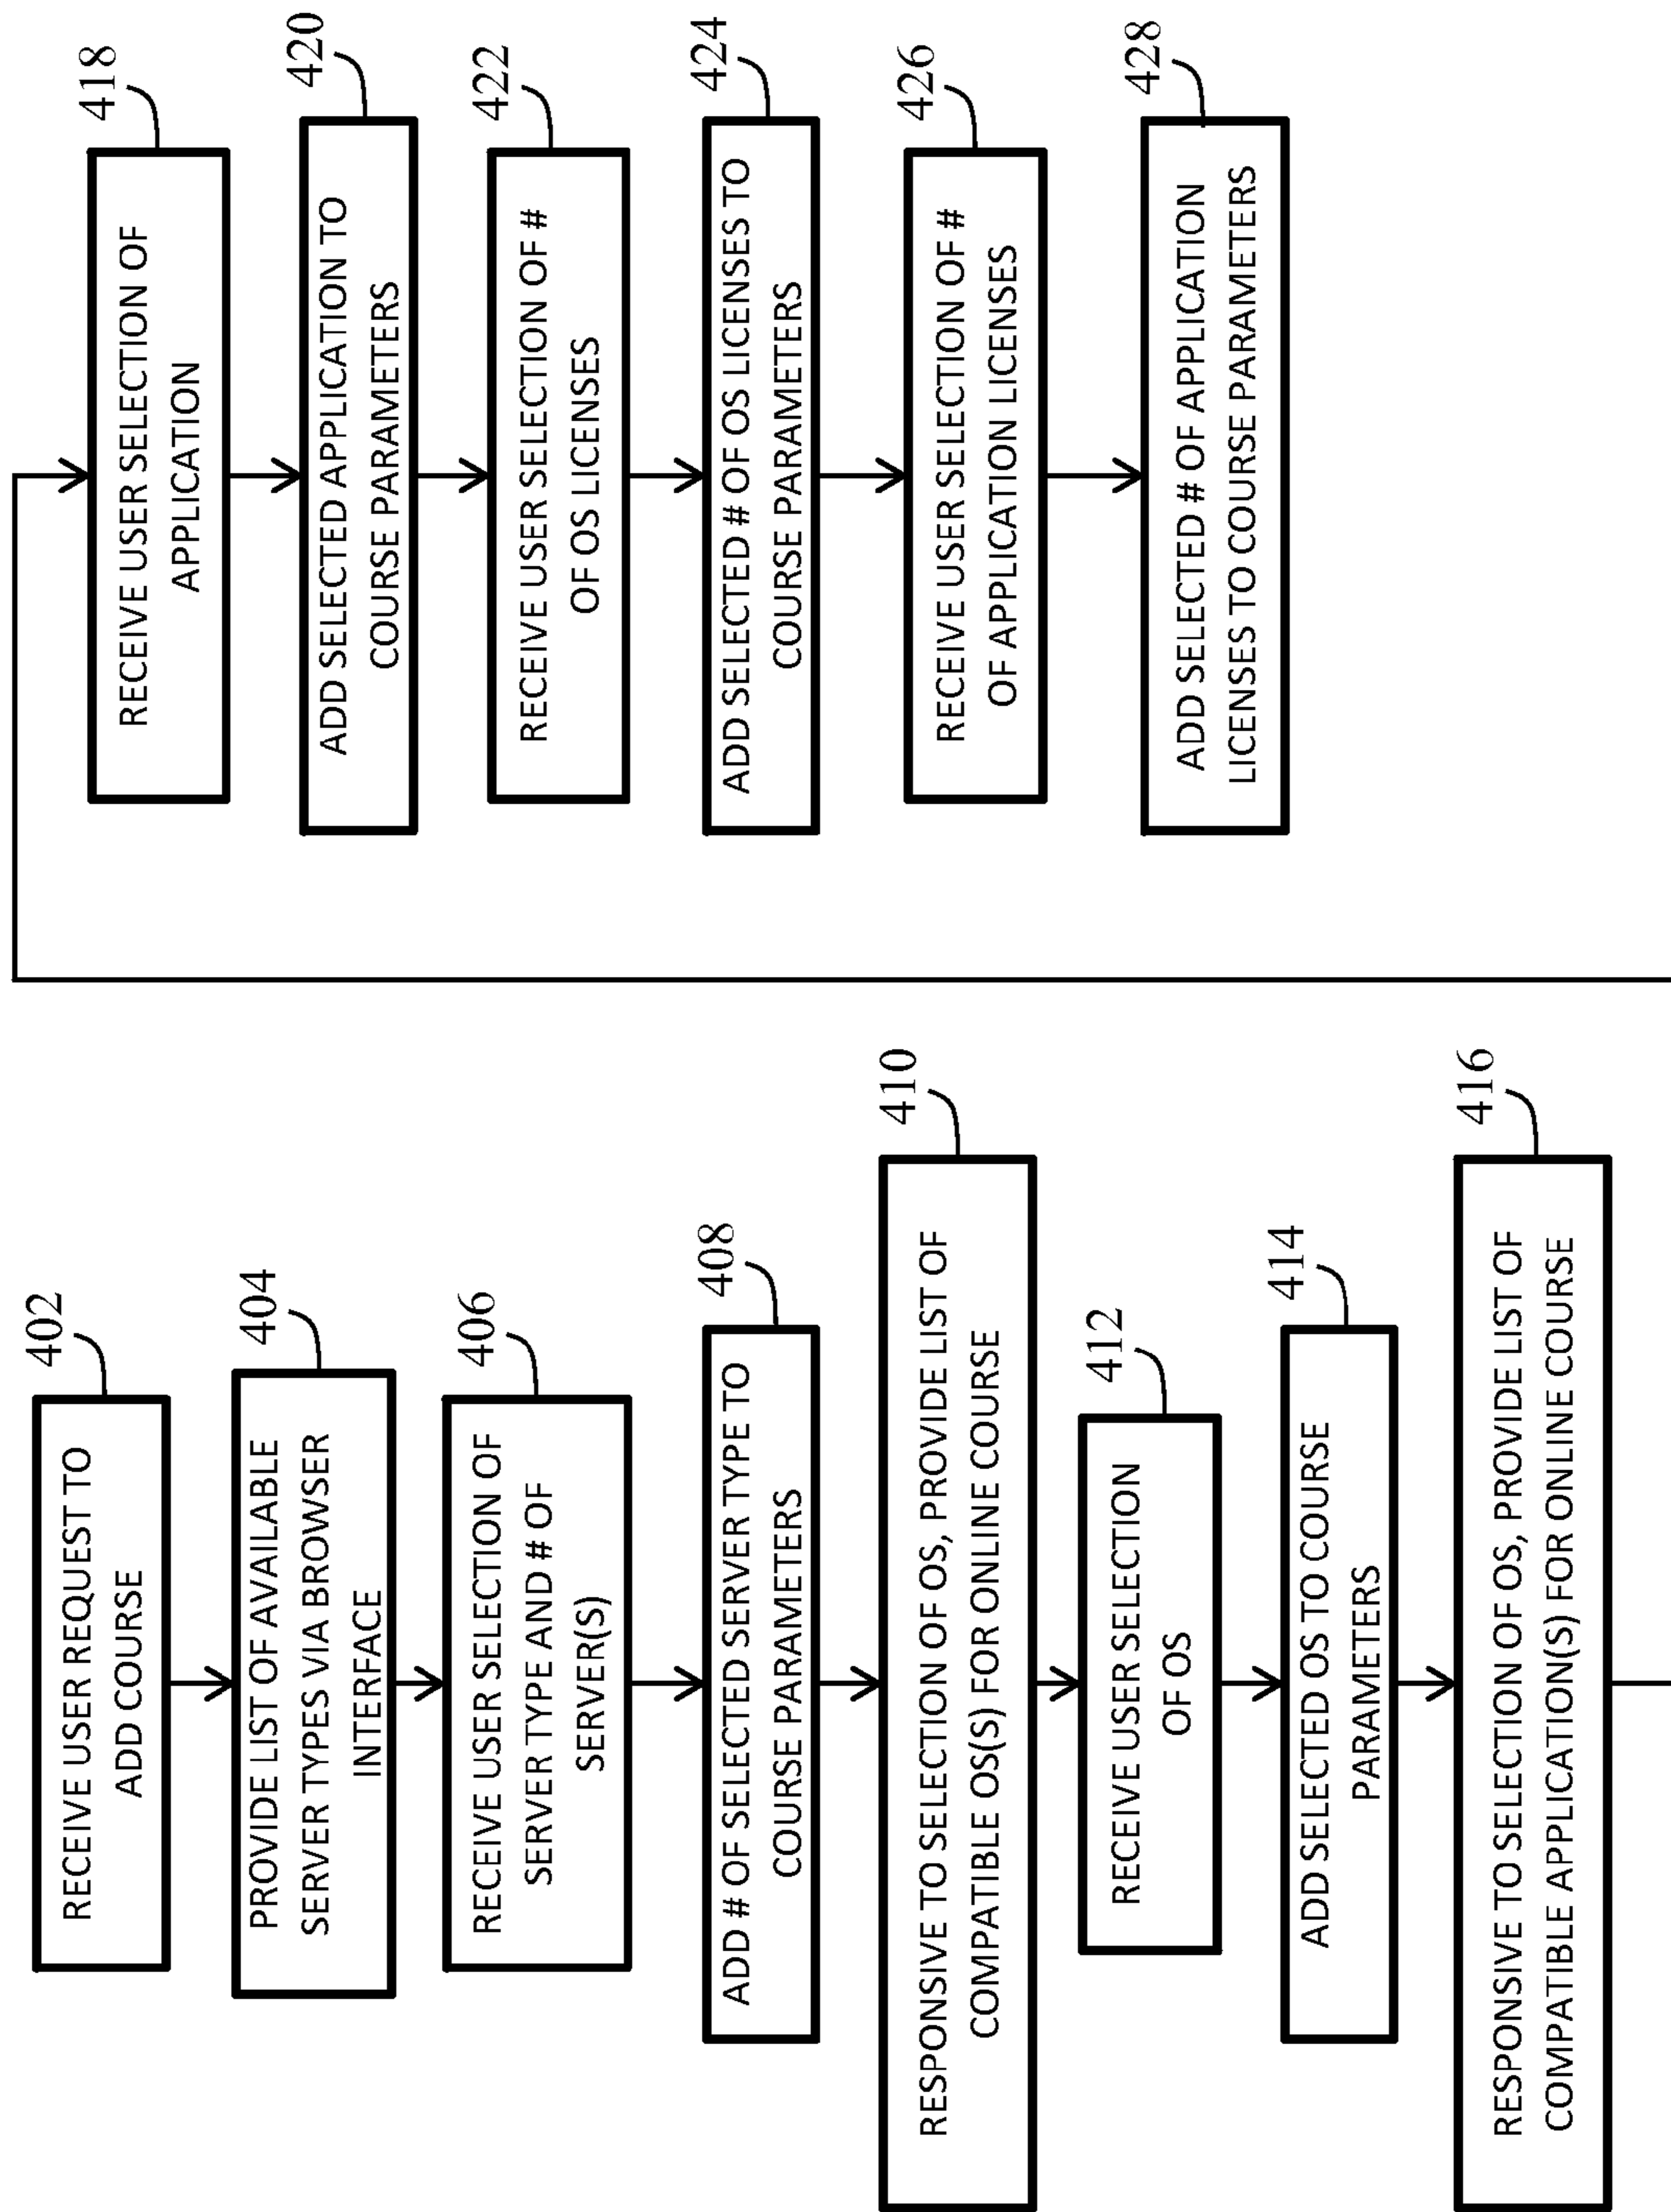 402
RECEIVE USER REQUEST TO
ADD COURSE
404
PROVIDE LIST OF AVAILABLE
SERVER TYPES VIA BROWSER
INTERFACE
406
RECEIVE USER SELECTION OF
SERVER TYPE AND # OF
SERVER(S)
408
ADD # OF SELECTED SERVER TYPE TO
COURSE PARAMETERS
410
RESPONSIVE TO SELECTION OF OS, PROVIDE LIST OF
COMPATIBLE OS(S) FOR ONLINE COURSE
412
RECEIVE USER SELECTION
OF OS
414
ADD SELECTED OS TO COURSE
PARAMETERS
416
RESPONSIVE TO SELECTION OF OS, PROVIDE LIST OF
COMPATIBLE APPLICATION(S) FOR ONLINE COURSE
418
RECEIVE USER SELECTION OF
APPLICATION
420
ADD SELECTED APPLICATION TO
COURSE PARAMETERS
422
RECEIVE USER SELECTION OF #
OF OS LICENSES
424
ADD SELECTED # OF OS LICENSES TO
COURSE PARAMETERS
426
RECEIVE USER SELECTION OF #
OF APPLICATION LICENSES
428
ADD SELECTED # OF APPLICATION
LICENSES TO COURSE PARAMETERS